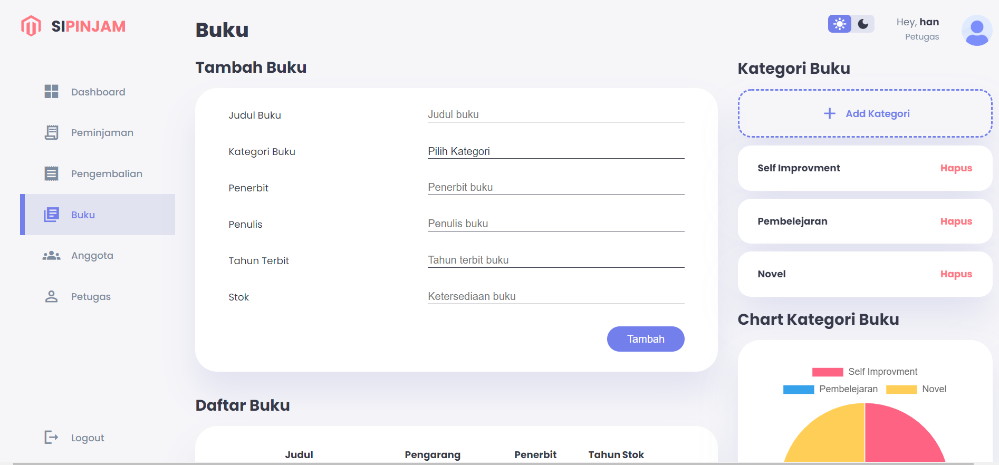 SIPINJAM
Dashboard
Peminjaman
Pengembalian
Buku
Anggota
Petugas
Logout
Buku
Hey, han
Petugas
Tambah Buku
Judul Buku Judul buku
Kategori Buku Pilih Kategori
Penerbit Penerbit buku
Penulis Penulis buku
Tahun Terbit Tahun terbit buku
Stok Ketersediaan buku
Tambah
Daftar Buku
Judul Pengarang Penerbit Tahun Stok
Kategori Buku
Add Kategori
Self Improvment Hapus
Pembelejaran Hapus
Novel Hapus
Chart Kategori Buku
Self Improvment
Pembelejaran Novel